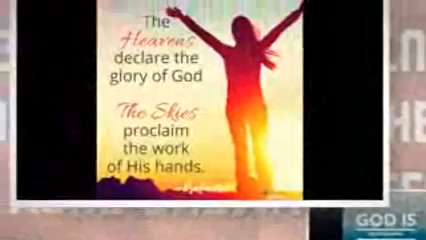 The
Heavens
declare the
glory of God
The Skies
proclaim
the work
of His hands.
GOD IS